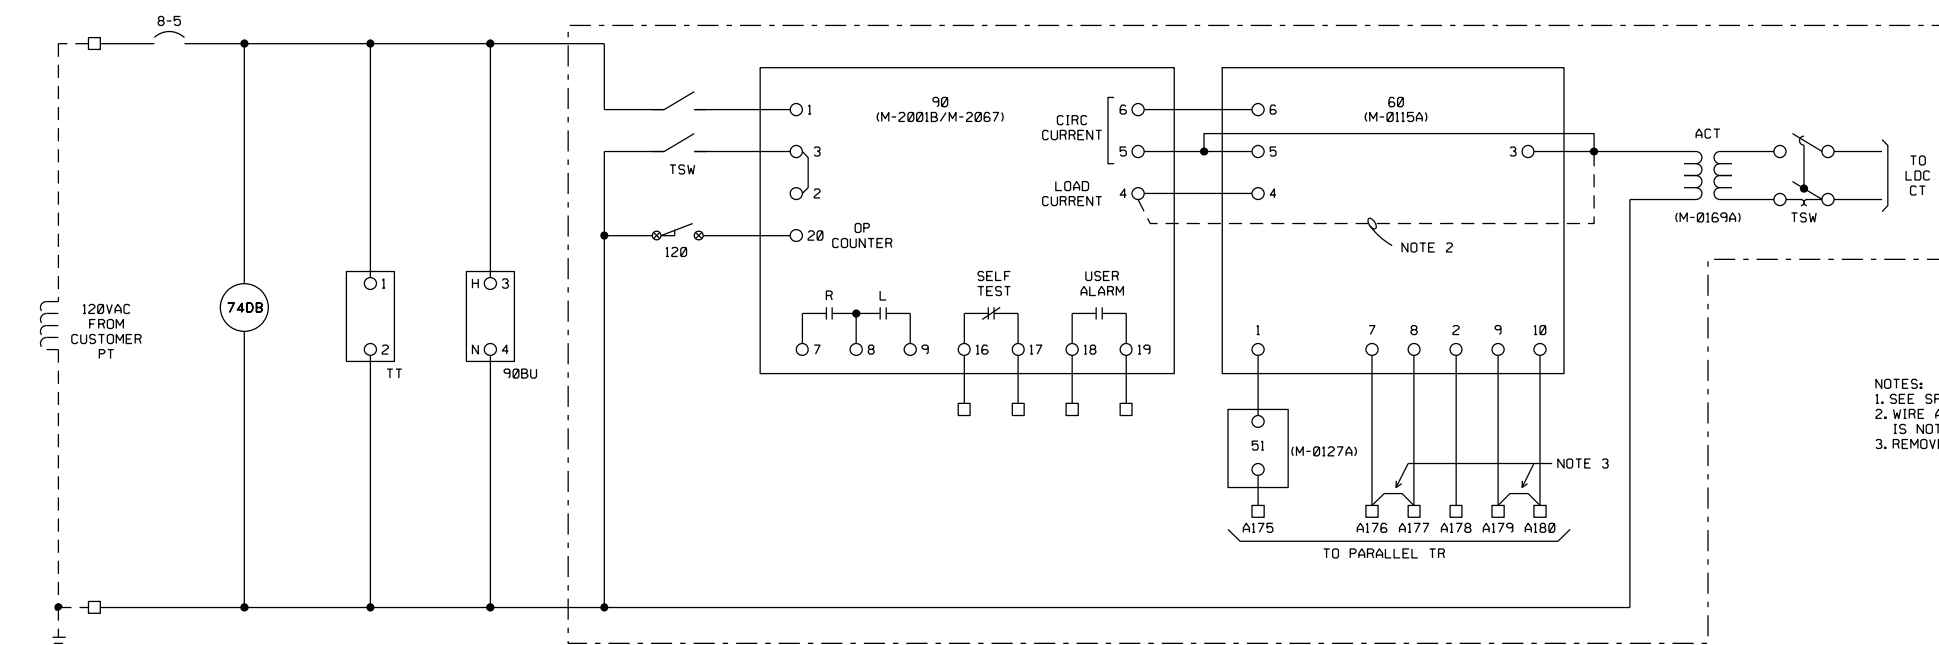 8-5
120VAC
FROM
CUSTOMER
PT
74DB
1
2
TT
H 3
N 4
90BU
TSW
120
90
(M-2001B/M-2067)
1
3
2
20 OP
COUNTER
CIRC
CURRENT
6
5
LOAD
CURRENT
4
R L
7 8 9
SELF
TEST
16 17
USER
ALARM
18 19
60
(M-0115A)
6
5
4
3
NOTE 2
1 7 8 2 9 10
51
(M-0127A)
NOTE 3
A175 A176 A177 A178 A179 A180
TO PARALLEL TR
ACT
(M-0169A)
TSW
TO
LDC
CT
NOTES:
1. SEE
2. WIRE
IS
3.